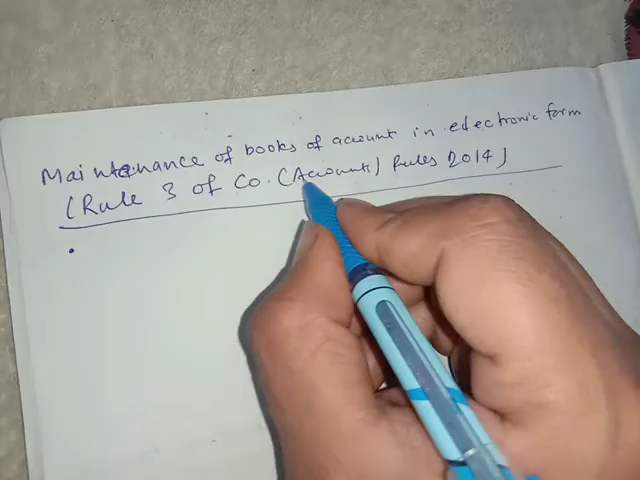 Maintenance of books of account in electronic form
(Rule 3 of Co. (Accounts) Rules 2014)